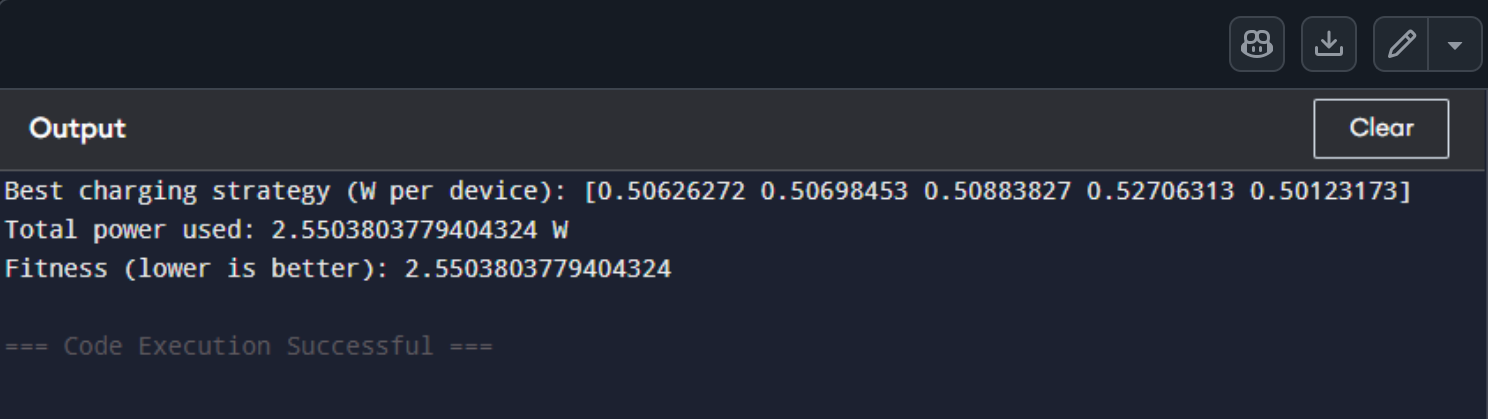 Output
Clear
Best charging strategy (W per device): [0.50626272 0.50698453 0.50883827 0.52706313 0.50123173]
Total power used: 2.5503803779404324 W
Fitness (lower is better): 2.5503803779404324
=== Code Execution Successful ===